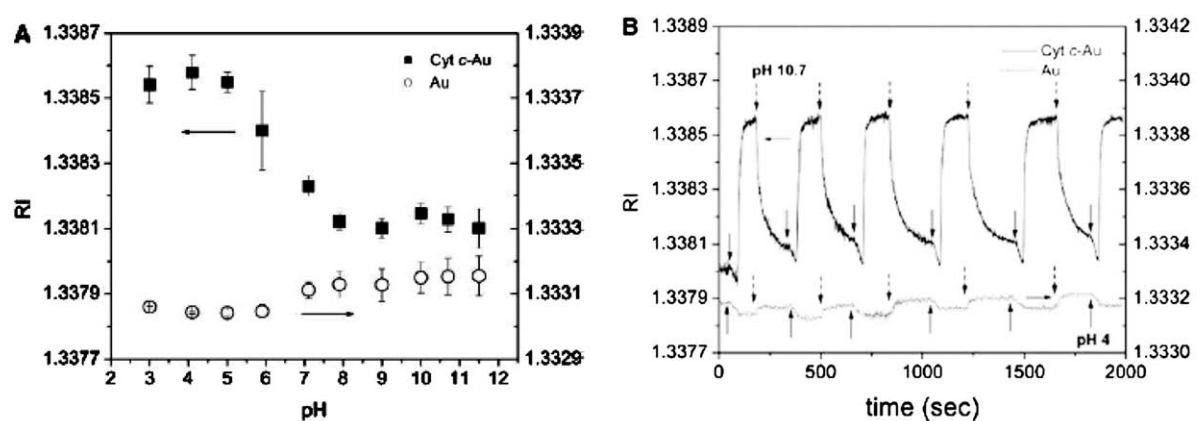 A
1.3387
1.3385
1.3383
1.3381
1.3379
1.3377
RI
1.3339
1.3337
1.3335
1.3333
1.3331
1.3329
Cyt c-Au
Au
2 3 4 5 6 7 8 9 10 11 12
pH
B
1.3389
1.3387
1.3385
1.3383
1.3381
1.3379
1.3377
RI
1.3342
1.3340
1.3338
1.3336
1.3334
1.3332
1.3330
Cyt c-Au
Au
pH 10.7
pH 4
0 500 1000 1500 2000
time (sec)